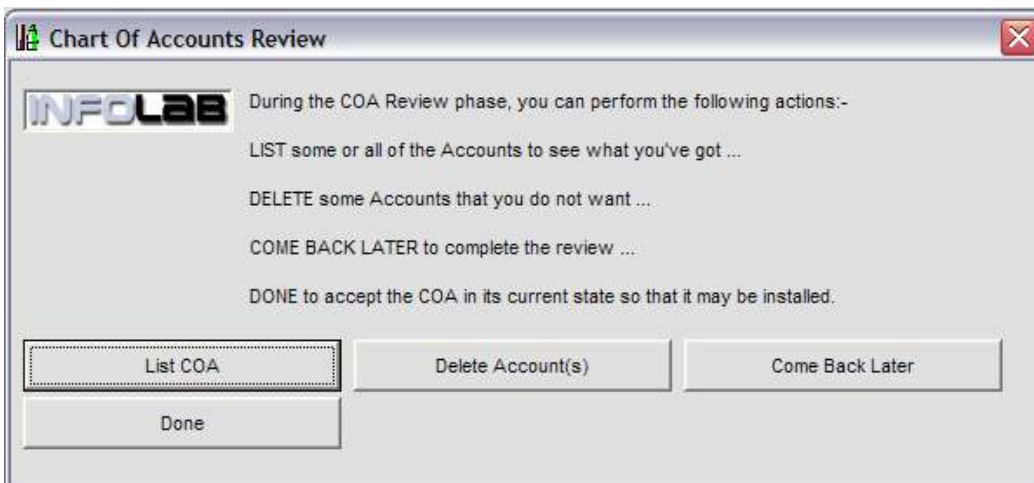 Chart Of Accounts Review
INFOLAB
During the COA Review phase, you can perform the following actions:-
LIST some or all of the Accounts to see what you've got ...
DELETE some Accounts that you do not want ...
COME BACK LATER to complete the review ...
DONE to accept the COA in its current state so that it may be installed.
List COA
Delete Account(s)
Come Back Later
Done